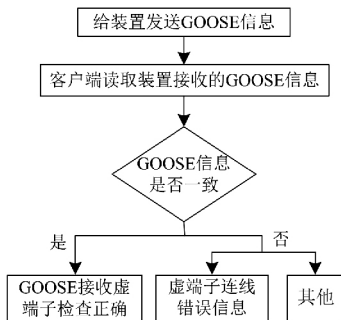 给装置发送GOOSE信息
客户端读取装置接收的GOOSE信息
GOOSE信息
是否一致
是
否
GOOSE接收虚
端子检查正确
虚端子连线
错误信息
其他